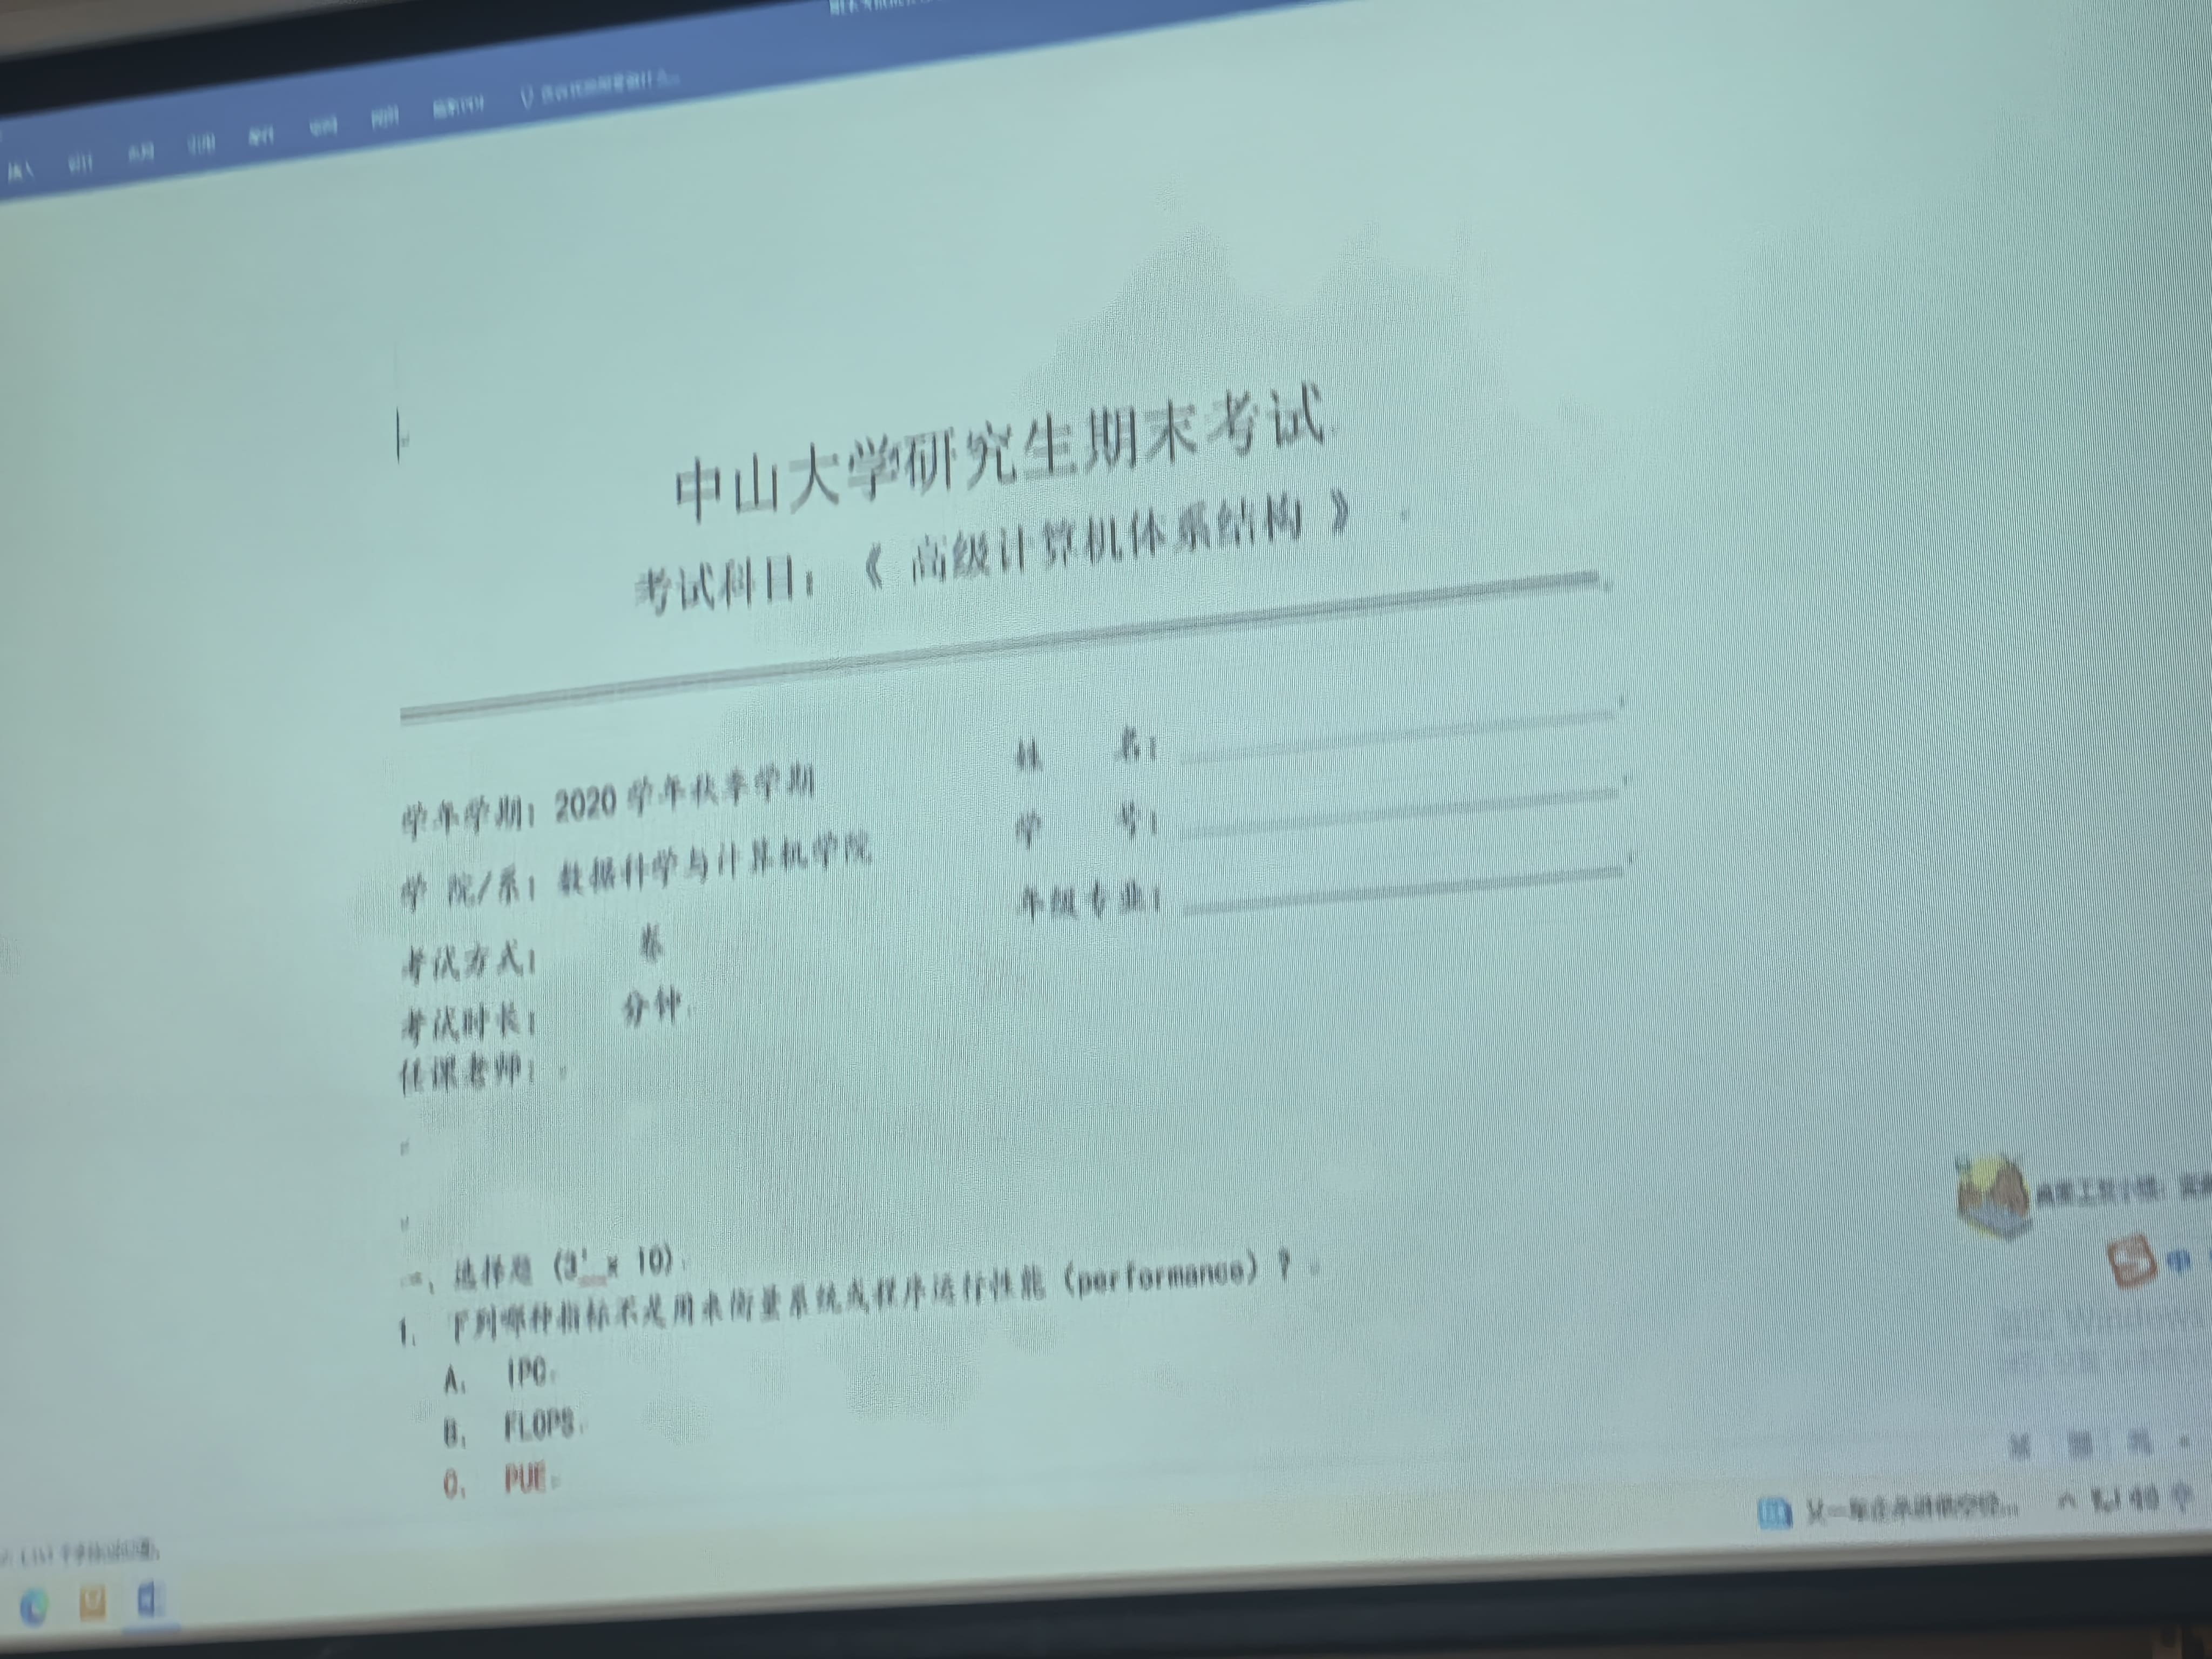 插入 设计 布局 引用 邮件 审阅 视图
中山大学研究生期末考试
考试科目：《 高级计算机体系结构 》
学年学期：2020 学年秋季学期
姓 名：
学 院/系：数据科学与计算机学院
学 号：
考试方式： 卷
年级专业：
考试时长： 分钟
任课老师：
一、选择题 (3' x 10)
1. 下列哪种指标不是用来衡量系统或程序运行性能 (performance) ？
A. IPC
B. FLOPS
C. PUE
中
Windows